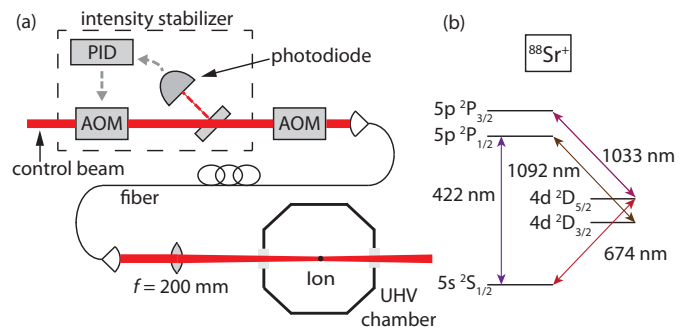 (a)
intensity stabilizer
PID
photodiode
AOM
AOM
control beam
fiber
f = 200 mm
Ion
UHV
chamber
(b)
⁸⁸Sr⁺
5p ²P₃/₂
5p ²P₁/₂
1033 nm
1092 nm
422 nm
4d ²D₅/₂
4d ²D₃/₂
674 nm
5s ²S₁/₂